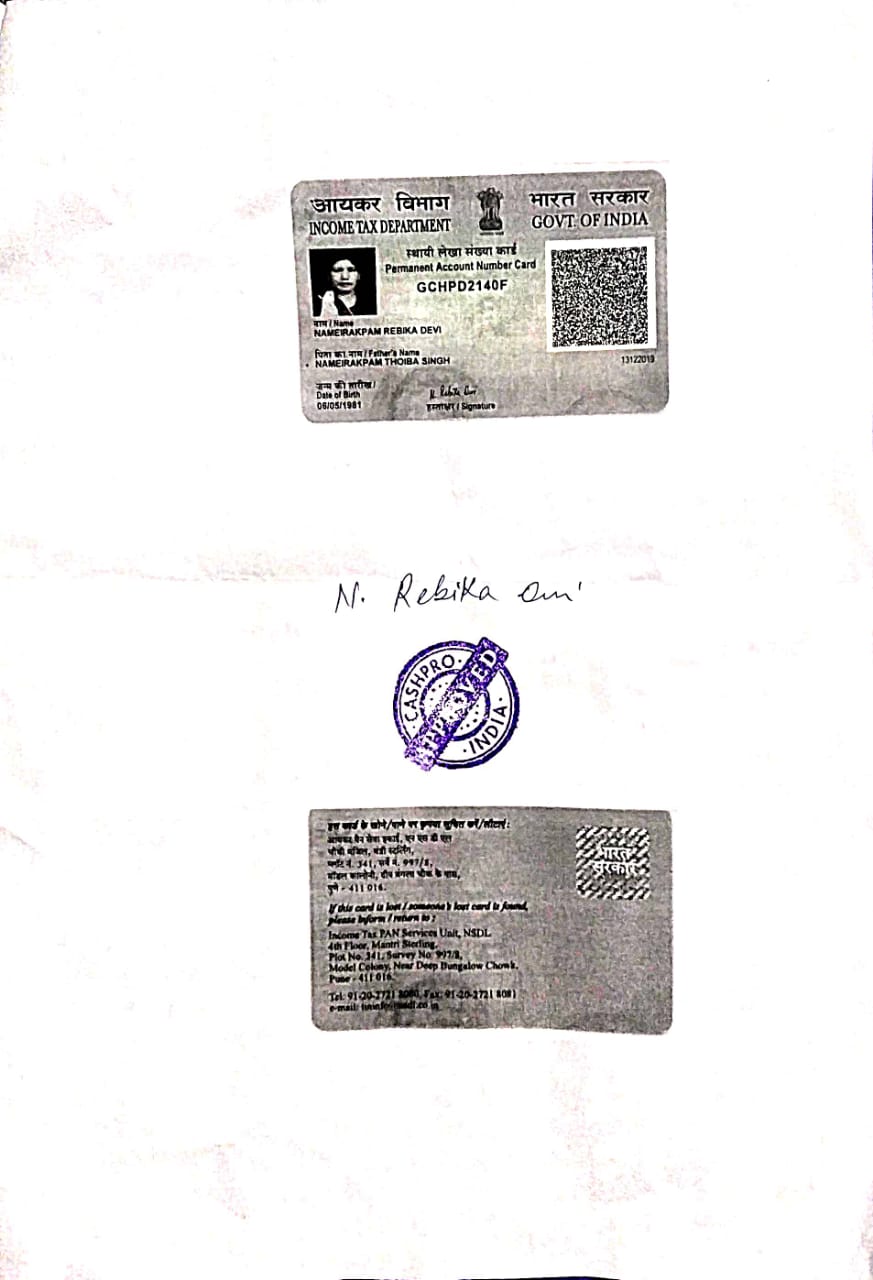 आयकर विभाग
INCOME TAX DEPARTMENT
भारत सरकार
GOVT. OF INDIA
स्थायी लेखा संख्या कार्ड
Permanent Account Number Card
GCHPD2140F
नाम / Name
NAMEIRAKPAM REBIKA DEVI
पिता का नाम / Father's Name
NAMEIRAKPAM THOIBA SINGH
13122019
जन्म की तारीख /
Date of Birth
06/05/1981
हस्ताक्षर / Signature
N. Rebika
CASHPRO
INDIA
इस कार्ड के खोने/पाने पर कृपया सूचित करें/लौटाएं :
आयकर पैन सेवा इकाई, एन एस डी एल
चौथी मंजिल, मंत्री स्टर्लिंग,
प्लॉट नं. 341, सर्वे नं. 997/8,
मॉडल कालोनी, दीप बंगला चौक के पास,
पुणे - 411 016.
भारत
सरकार
If this card is lost / someone's lost card is found,
please inform / return to :
Income Tax PAN Services Unit, NSDL
4th Floor, Mantri Sterling,
Plot No. 341, Survey No. 997/8,
Model Colony, Near Deep Bungalow Chowk,
Pune - 411 016.
Tel: 91-20-2721 8080, Fax: 91-20-2721 8081
e-mail: